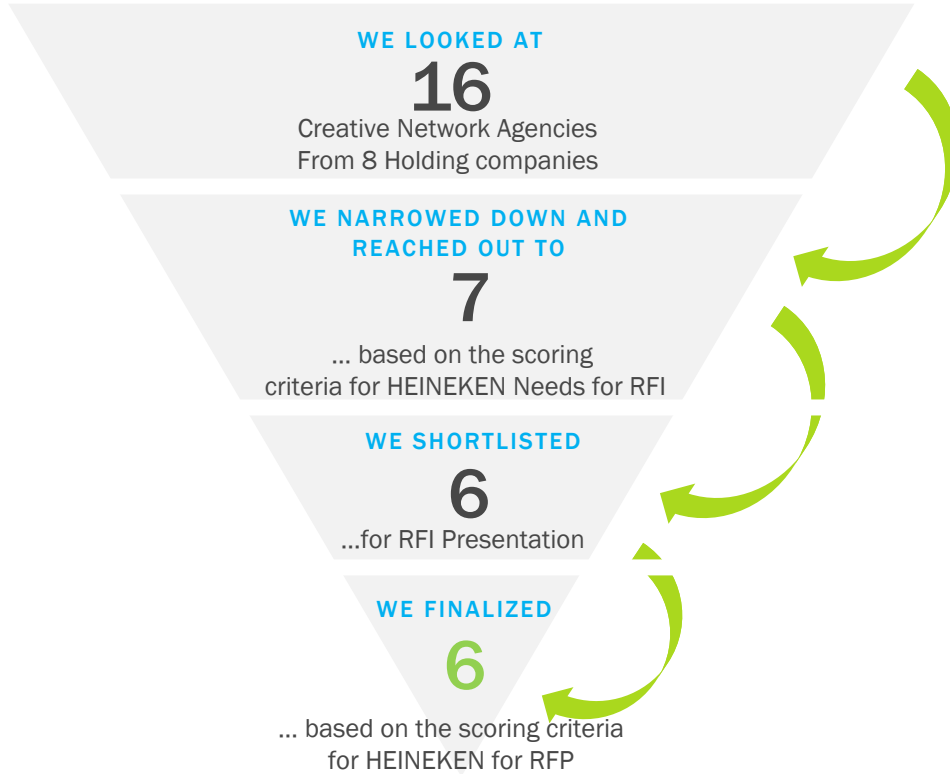 WE LOOKED AT
16
Creative Network Agencies
From 8 Holding companies
WE NARROWED DOWN AND
REACHED OUT TO
7
... based on the scoring
criteria for HEINEKEN Needs for RFI
WE SHORTLISTED
6
...for RFI Presentation
WE FINALIZED
6
... based on the scoring criteria
for HEINEKEN for RFP